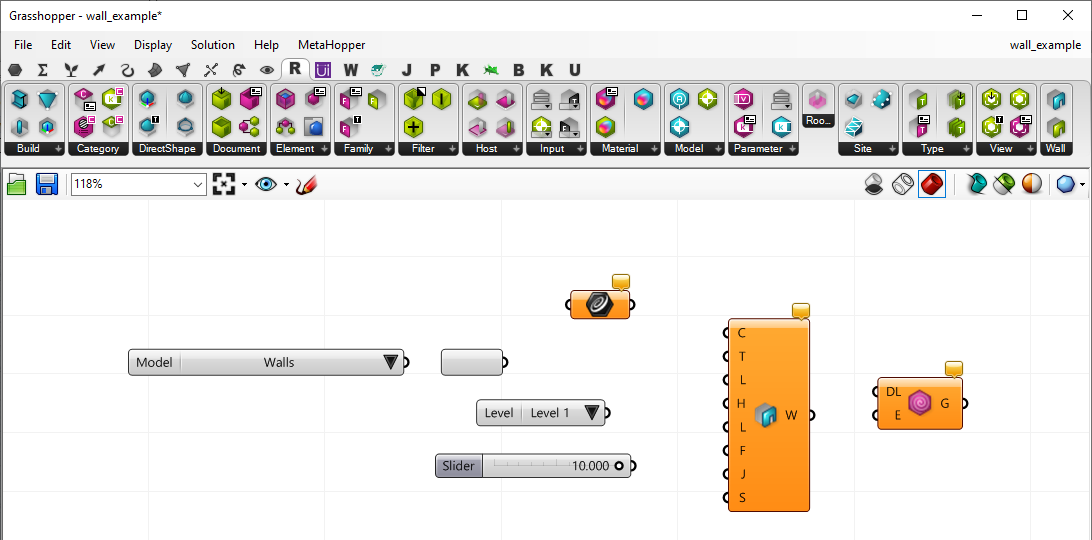 Grasshopper - wall_example*
File Edit View Display Solution Help MetaHopper wall_example
Σ R W J P K B K U
Build Category DirectShape Document Element Family Filter Host Input Material Model Parameter Roo... Site Type View Wall
118%
Model Walls
Level Level 1
Slider 10.000
C
T
L
H
L
F
J
S
W
DL
E
G